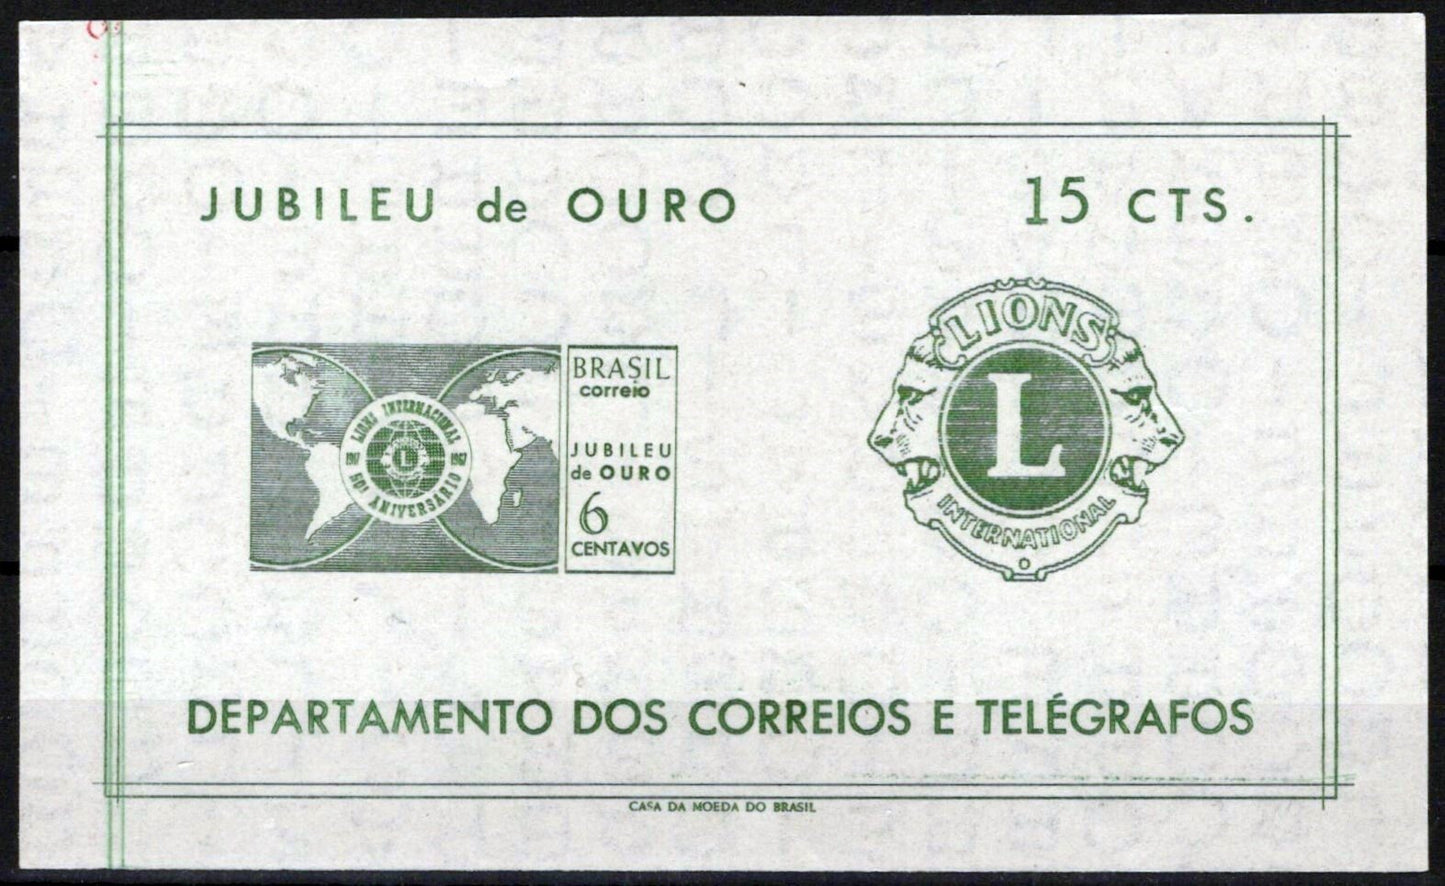 JUBILEU de OURO
15 CTS.
BRASIL
correio
JUBILEU
de OURO
6
CENTAVOS
LIONS INTERNACIONAL
1917 1967
50º ANIVERSÁRIO
L
LIONS
L
INTERNATIONAL
DEPARTAMENTO DOS CORREIOS E TELÉGRAFOS
CASA DA MOEDA DO BRASIL